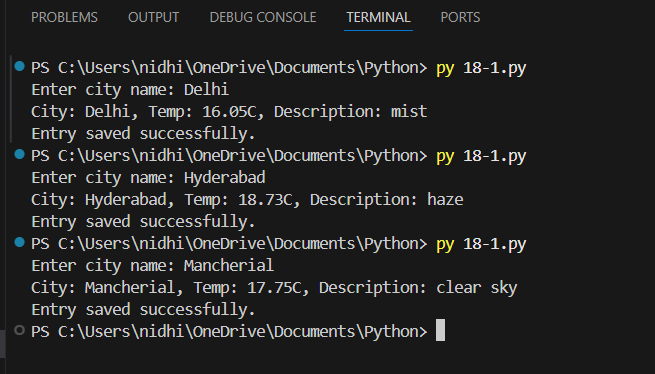 PROBLEMS OUTPUT DEBUG CONSOLE TERMINAL PORTS
PS C:\Users\nidhi\OneDrive\Documents\Python> py 18-1.py
Enter city name: Delhi
City: Delhi, Temp: 16.05C, Description: mist
Entry saved successfully.
PS C:\Users\nidhi\OneDrive\Documents\Python> py 18-1.py
Enter city name: Hyderabad
City: Hyderabad, Temp: 18.73C, Description: haze
Entry saved successfully.
PS C:\Users\nidhi\OneDrive\Documents\Python> py 18-1.py
Enter city name: Mancherial
City: Mancherial, Temp: 17.75C, Description: clear sky
Entry saved successfully.
PS C:\Users\nidhi\OneDrive\Documents\Python>